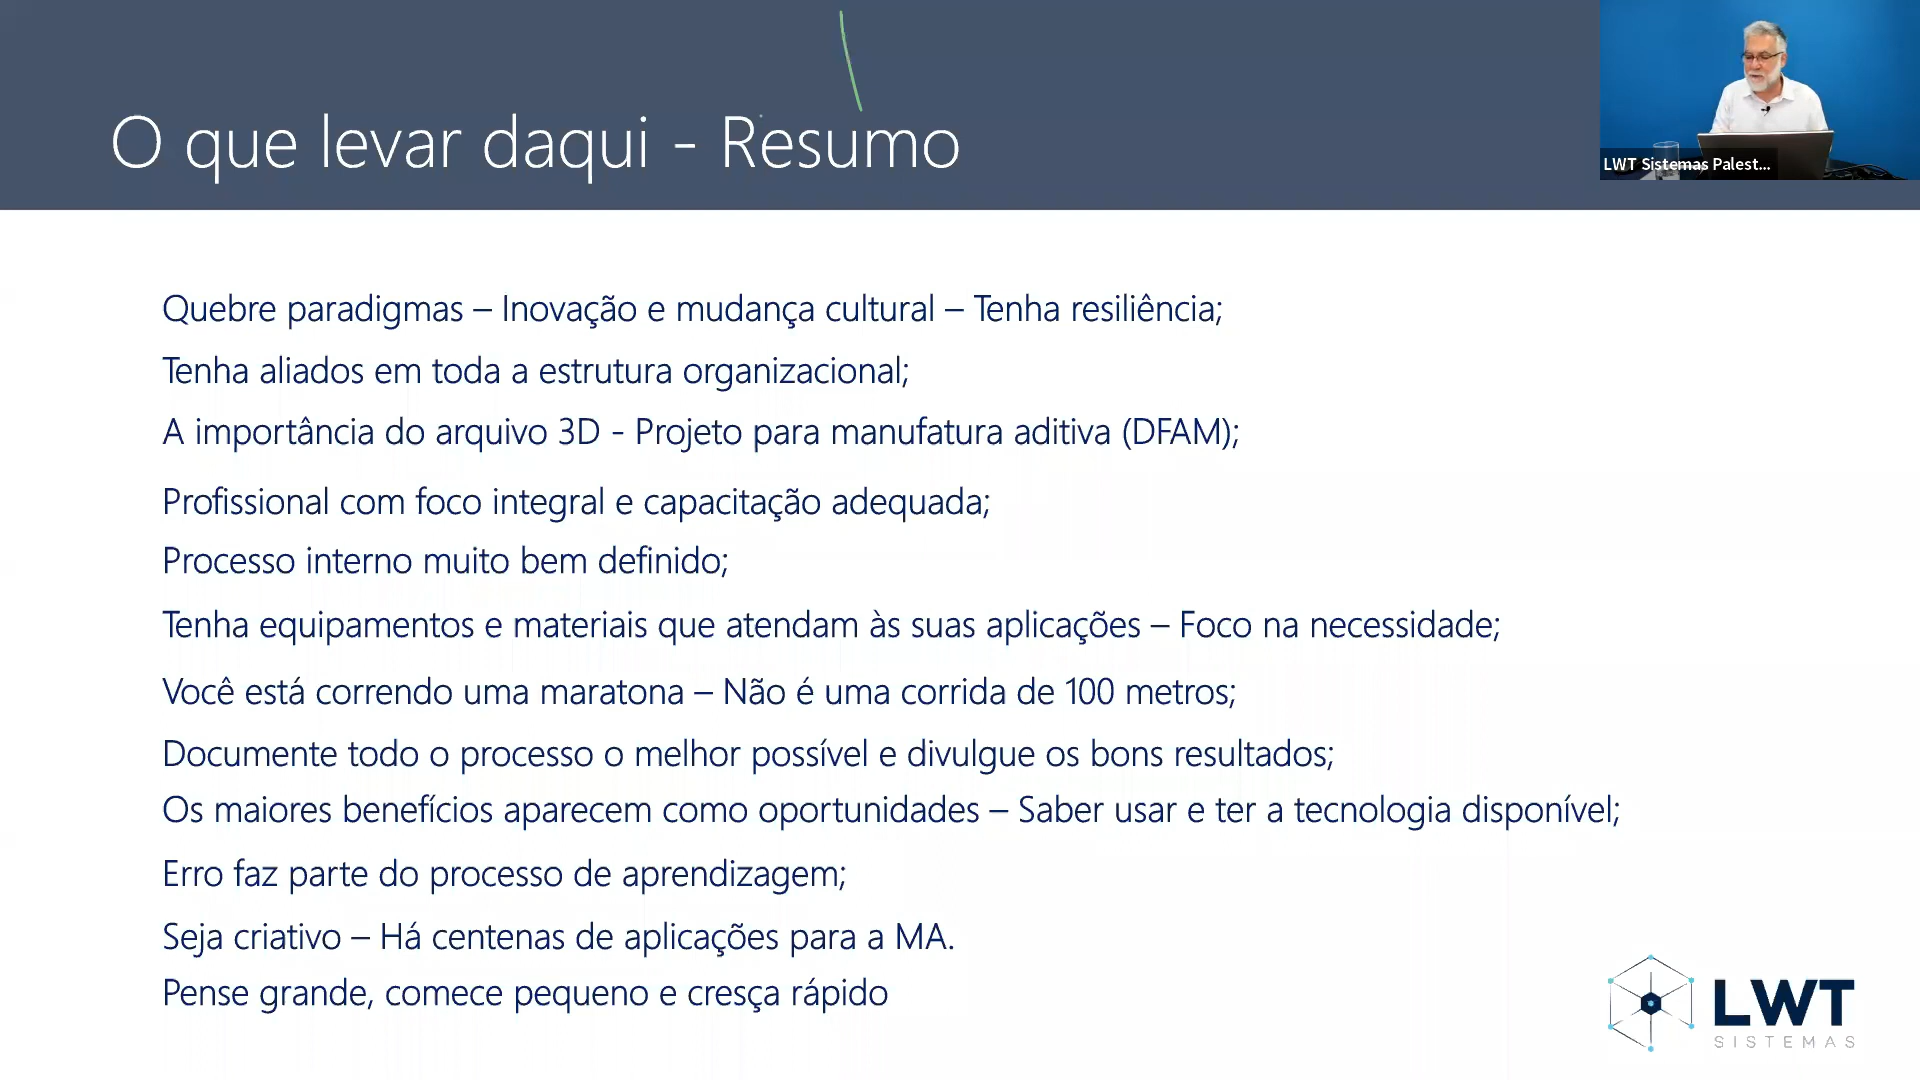 O que levar daqui - Resumo
LWT Sistemas Palest...
Quebre paradigmas – Inovação e mudança cultural – Tenha resiliência;
Tenha aliados em toda a estrutura organizacional;
A importância do arquivo 3D - Projeto para manufatura aditiva (DFAM);
Profissional com foco integral e capacitação adequada;
Processo interno muito bem definido;
Tenha equipamentos e materiais que atendam às suas aplicações – Foco na necessidade;
Você está correndo uma maratona – Não é uma corrida de 100 metros;
Documente todo o processo o melhor possível e divulgue os bons resultados;
Os maiores benefícios aparecem como oportunidades – Saber usar e ter a tecnologia disponível;
Erro faz parte do processo de aprendizagem;
Seja criativo – Há centenas de aplicações para a MA.
Pense grande, comece pequeno e cresça rápido
LWT
SISTEMAS